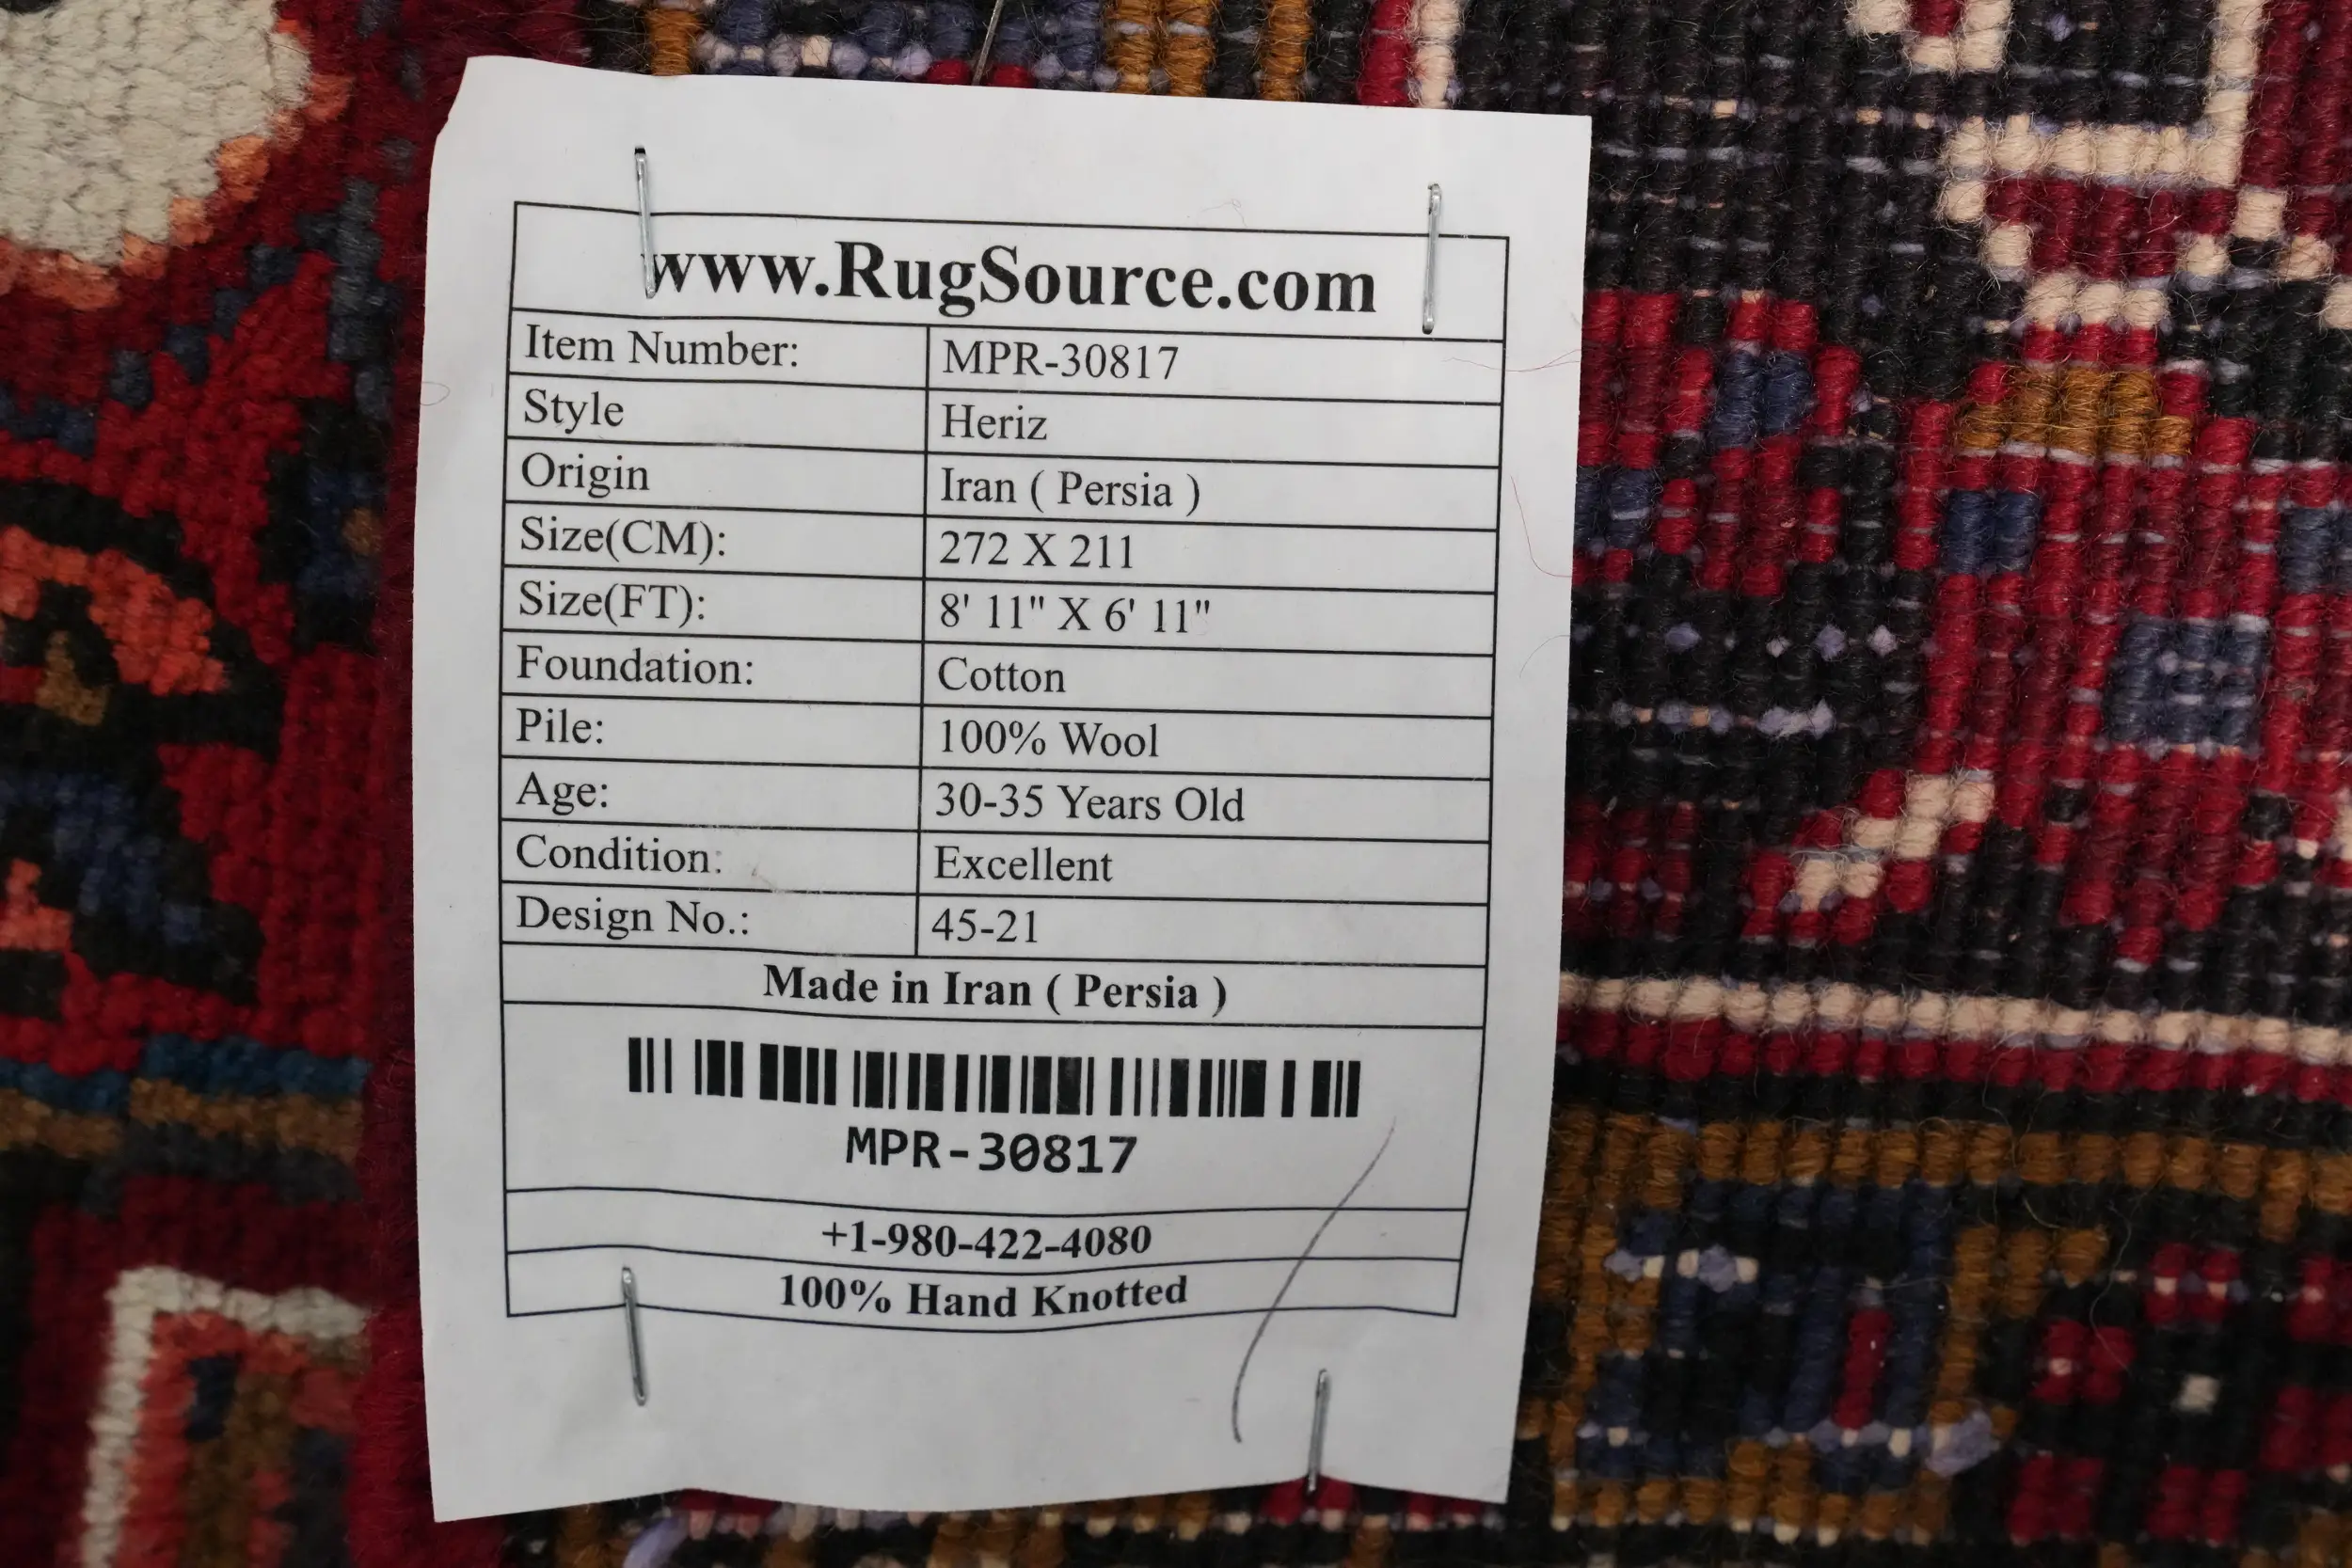 www.RugSource.com
Item Number: MPR-30817
Style Heriz
Origin Iran ( Persia )
Size(CM): 272 X 211
Size(FT): 8' 11" X 6' 11"
Foundation: Cotton
Pile: 100% Wool
Age: 30-35 Years Old
Condition: Excellent
Design No.: 45-21
Made in Iran ( Persia )
MPR-30817
+1-980-422-4080
100% Hand Knotted